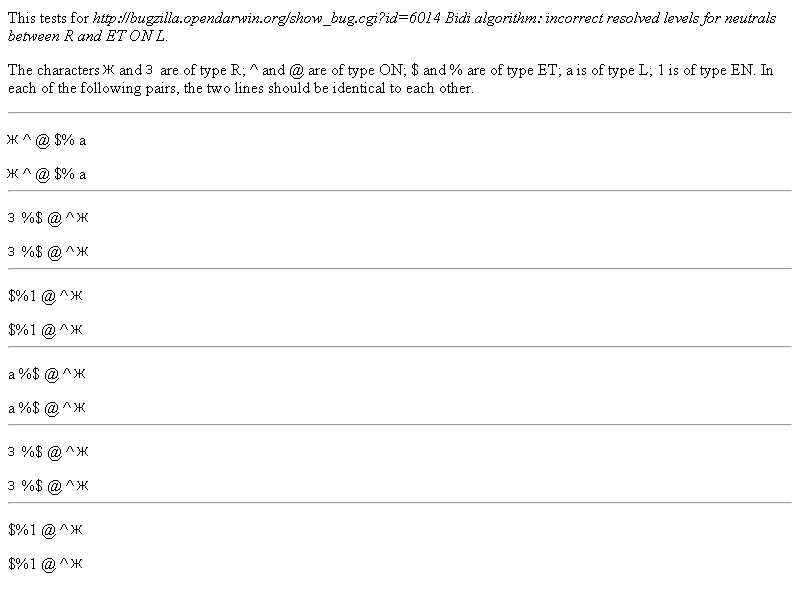 This tests for http://bugzilla.opendarwin.org/show_bug.cgi?id=6014 Bidi algorithm: incorrect resolved levels for neutrals
between R and ET ON L.
The characters Ж and З are of type R; ^ and @ are of type ON; $ and % are of type ET; a is of type L; 1 is of type EN. In
each of the following pairs, the two lines should be identical to each other.
Ж ^ @ $% a
Ж ^ @ $% a
З %$ @ ^ Ж
З %$ @ ^ Ж
$%1 @ ^ Ж
$%1 @ ^ Ж
a %$ @ ^ Ж
a %$ @ ^ Ж
З %$ @ ^ Ж
З %$ @ ^ Ж
$%1 @ ^ Ж
$%1 @ ^ Ж